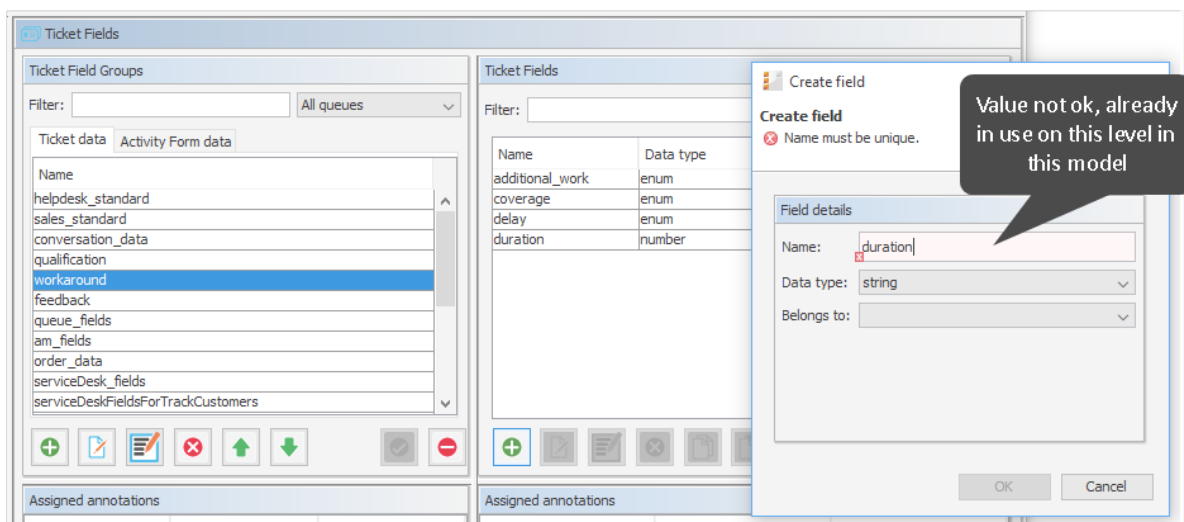 Ticket Fields
Ticket Field Groups
Filter:
All queues
Ticket data
Activity Form data
Name
helpdesk_standard
sales_standard
conversation_data
qualification
workaround
feedback
queue_fields
am_fields
order_data
serviceDesk_fields
serviceDeskFieldsForTrackCustomers
Assigned annotations
Ticket Fields
Filter:
Name Data type
additional_work enum
coverage enum
delay enum
duration number
Assigned annotations
Create field
Create field
Name must be unique.
Value not ok, already
in use on this level in
this model
Field details
Name: duration
Data type: string
Belongs to:
OK Cancel